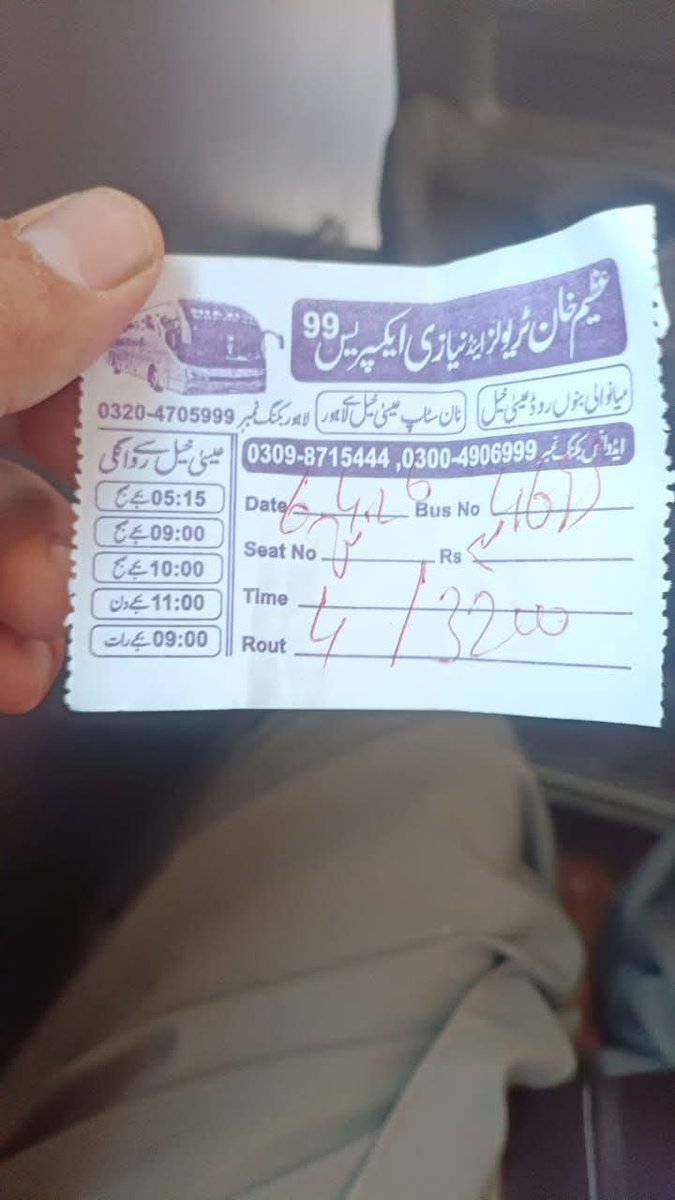 عظیم خان ٹریولز اینڈ نیازی ایکسپریس 99
میانوالی بنوں روڈ عیسیٰ خیل
نان سٹاپ عیسیٰ خیل سے لاہور
لاہور بکنگ نمبر 0320-4705999
ایڈوانس بکنگ نمبر 0300-4906999, 0309-8715444
عیسیٰ خیل سے روانگی
05:15 بجے صبح
09:00 بجے صبح
10:00 بجے صبح
11:00 بجے دن
09:00 بجے رات
Date Bus No
Seat No Rs
Time
Rout 4/3200